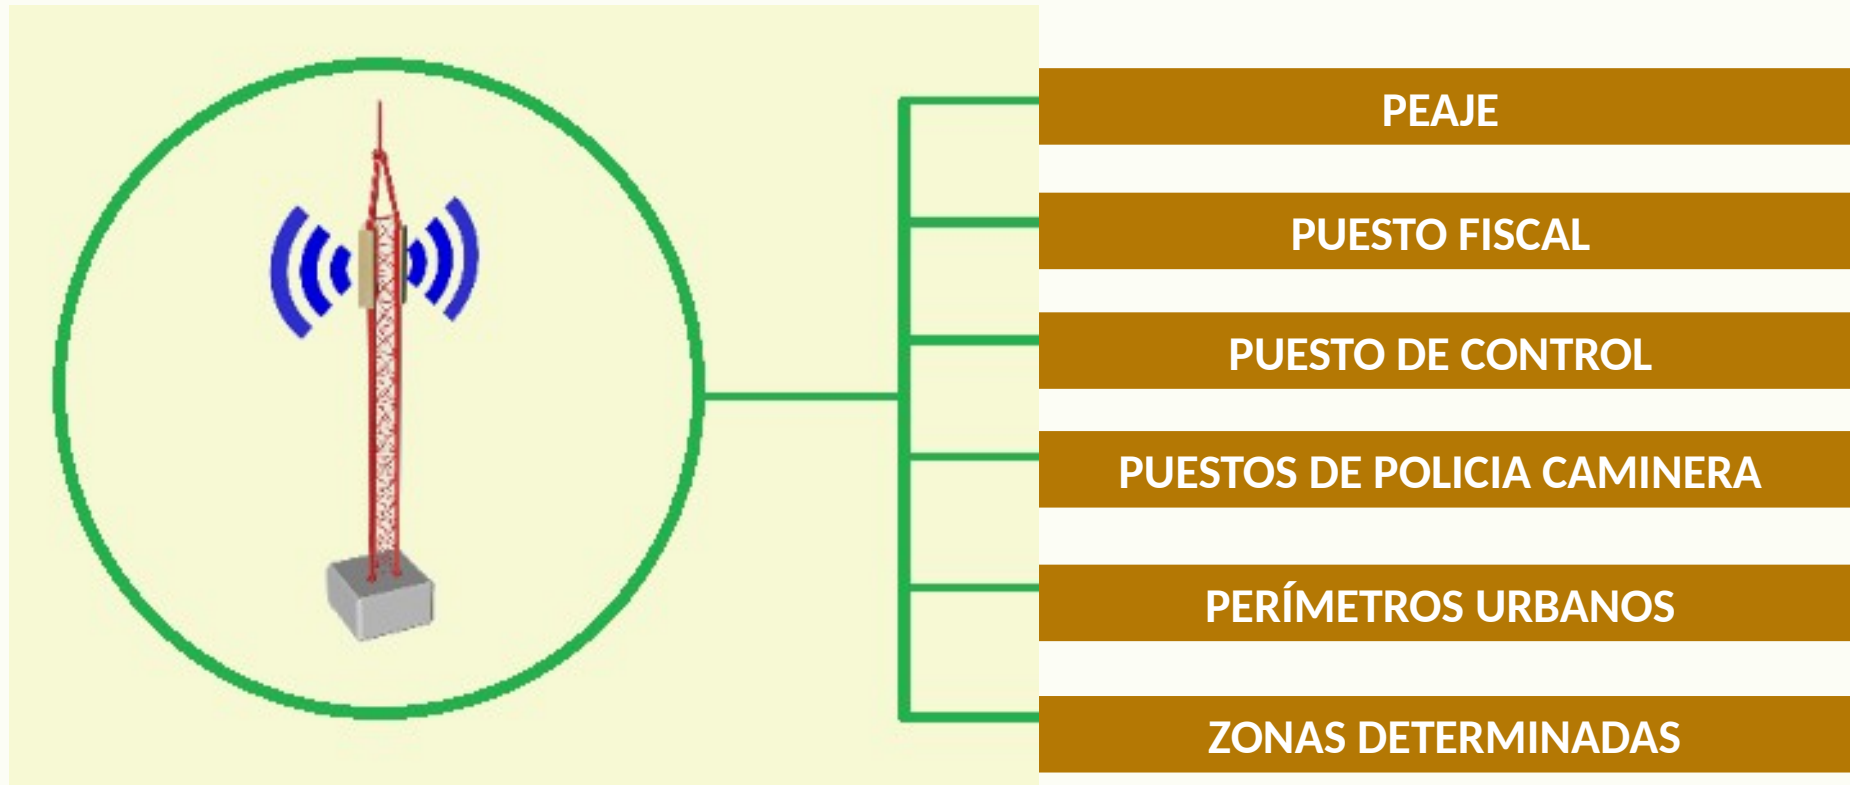 PEAJE
PUESTO FISCAL
PUESTO DE CONTROL
PUESTOS DE POLICIA CAMINERA
PERÍMETROS URBANOS
ZONAS DETERMINADAS